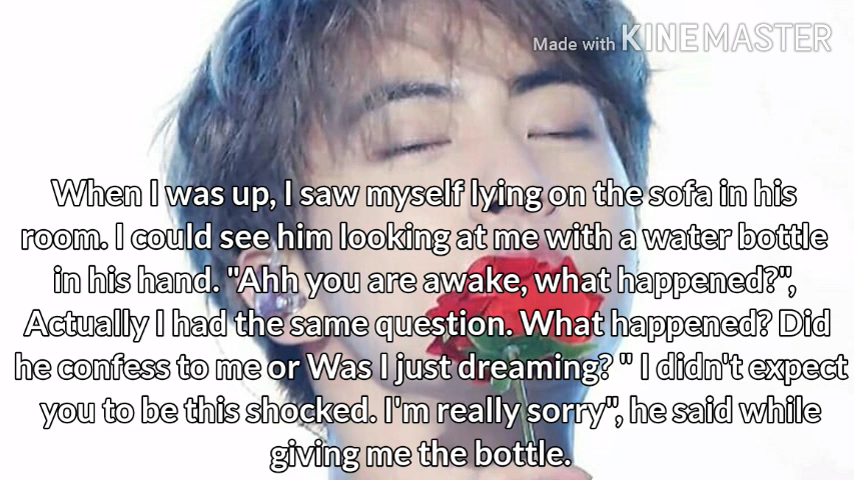 Made with KINEMASTER
When I was up, I saw myself lying on the sofa in his
room. I could see him looking at me with a water bottle
in his hand. "Ahh you are awake, what happened?",
Actually I had the same question. What happened? Did
he confess to me or Was I just dreaming? " I didn't expect
you to be this shocked. I'm really sorry", he said while
giving me the bottle.